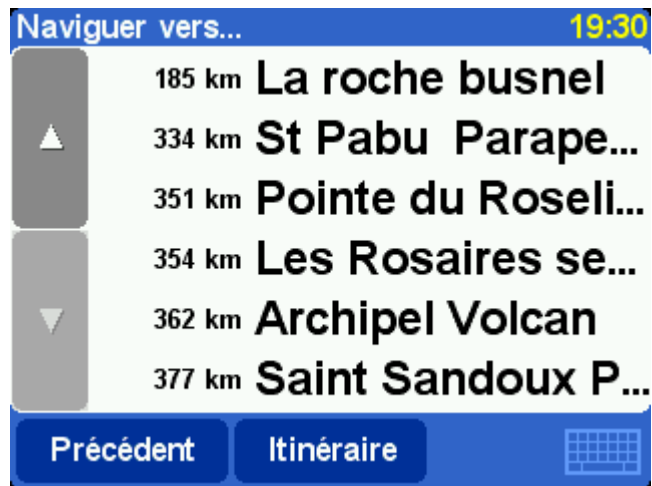 Naviguer vers... 19:30
185 km La roche busnel
334 km St Pabu Parape...
351 km Pointe du Roseli...
354 km Les Rosaires se...
362 km Archipel Volcan
377 km Saint Sandoux P...
Précédent Itinéraire